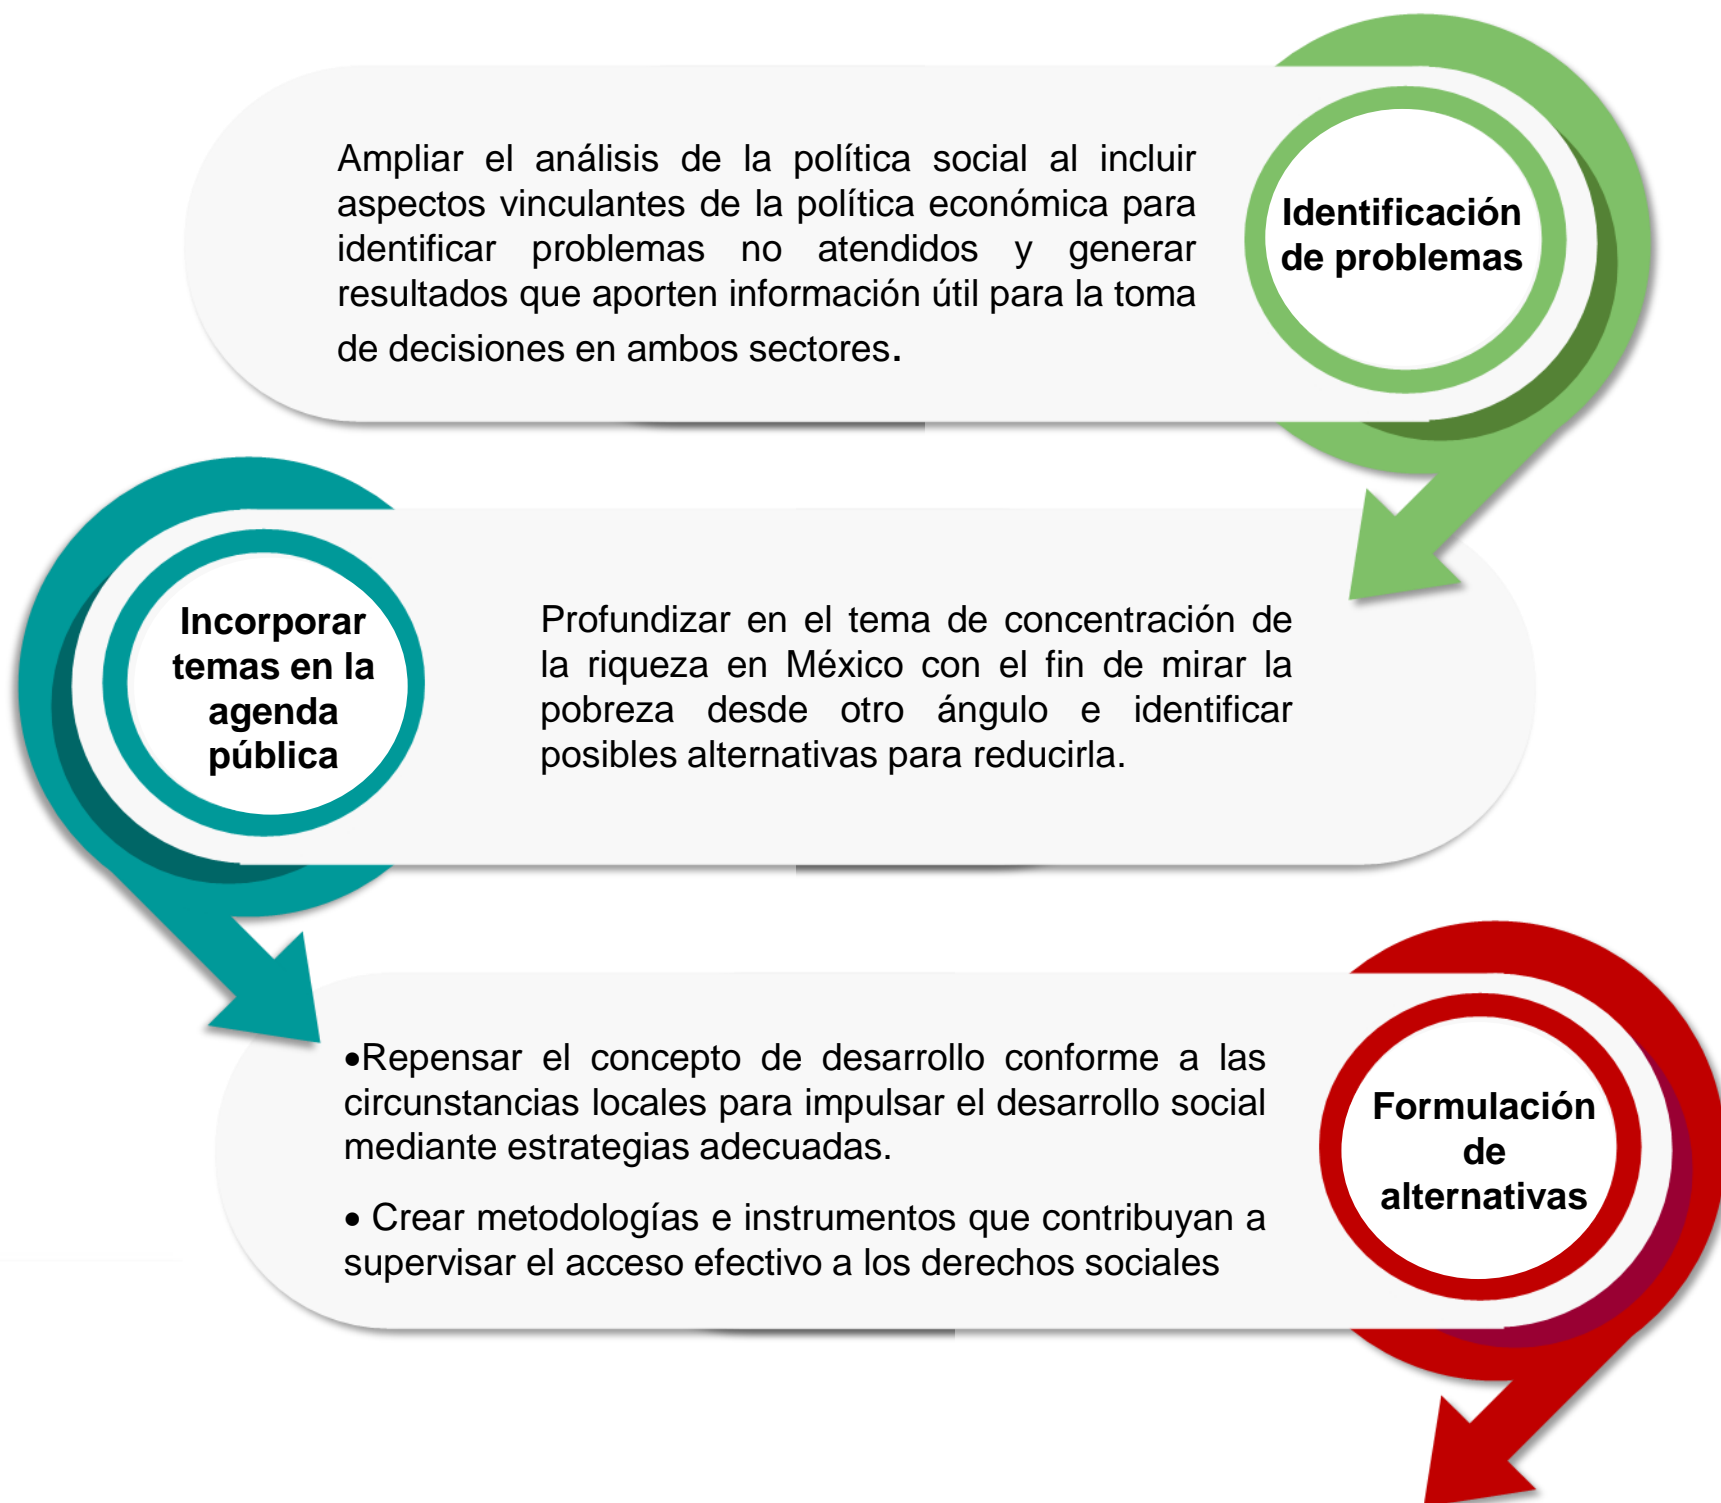 Ampliar el análisis de la política social al incluir
aspectos vinculantes de la política económica para
identificar problemas no atendidos y generar
resultados que aporten información útil para la toma
de decisiones en ambos sectores.
Identificación
de problemas
Incorporar
temas en la
agenda
pública
Profundizar en el tema de concentración de
la riqueza en México con el fin de mirar la
pobreza desde otro ángulo e identificar
posibles alternativas para reducirla.
•Repensar el concepto de desarrollo conforme a las
circunstancias locales para impulsar el desarrollo social
mediante estrategias adecuadas.
• Crear metodologías e instrumentos que contribuyan a
supervisar el acceso efectivo a los derechos sociales
Formulación
de
alternativas